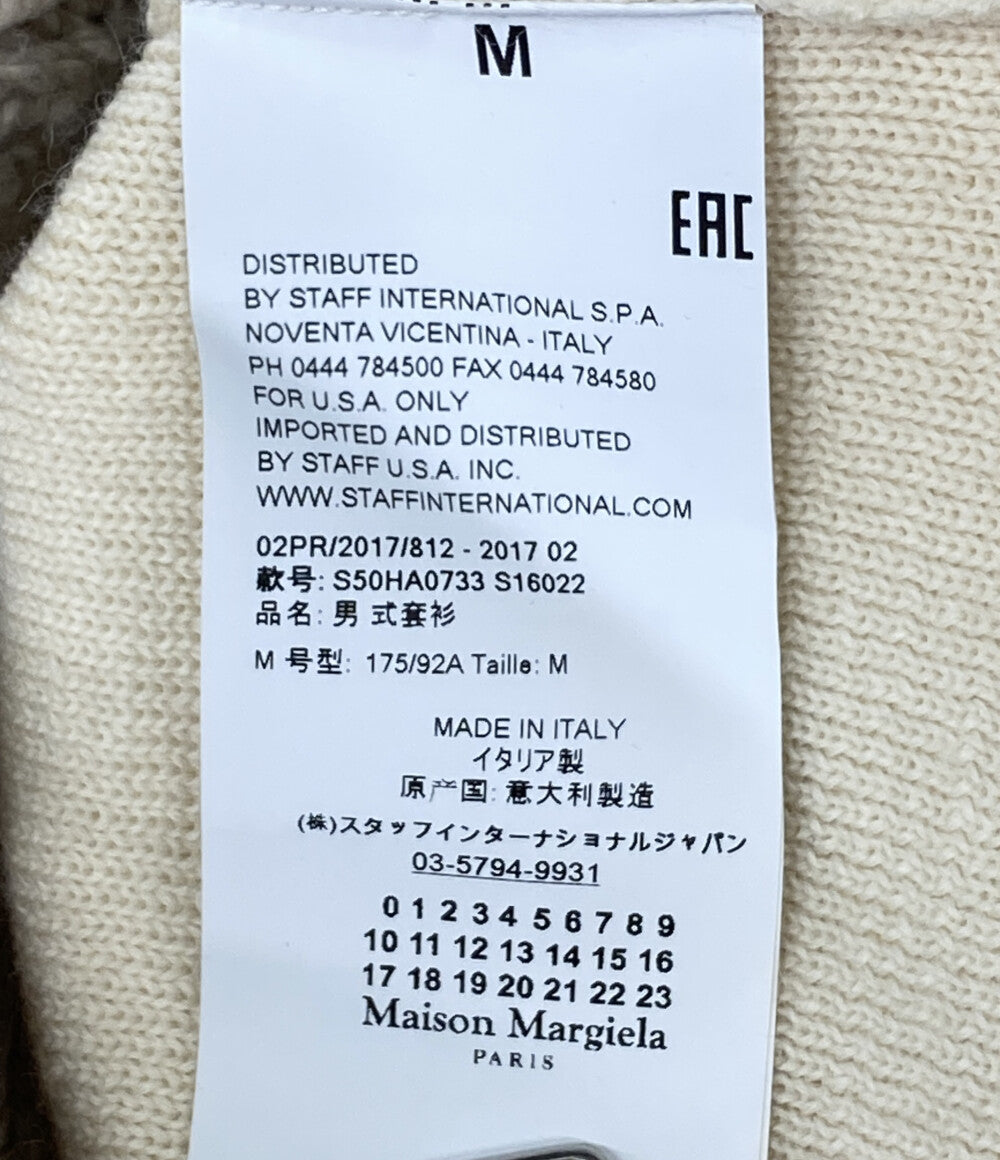 M
EAC
DISTRIBUTED
BY STAFF INTERNATIONAL S.P.A.
NOVENTA VICENTINA - ITALY
PH 0444 784500 FAX 0444 784580
FOR U.S.A. ONLY
IMPORTED AND DISTRIBUTED
BY STAFF U.S.A. INC.
WWW.STAFFINTERNATIONAL.COM
02PR/2017/812 - 2017 02
款号: S50HA0733 S16022
品名: 男 式套衫
M 号型: 175/92A Taille: M
MADE IN ITALY
イタリア製
原产国: 意大利製造
(株)スタッフインターナショナルジャパン
03-5794-9931
0 1 2 3 4 5 6 7 8 9
10 11 12 13 14 15 16
17 18 19 20 21 22 23
Maison Margiela
PARIS